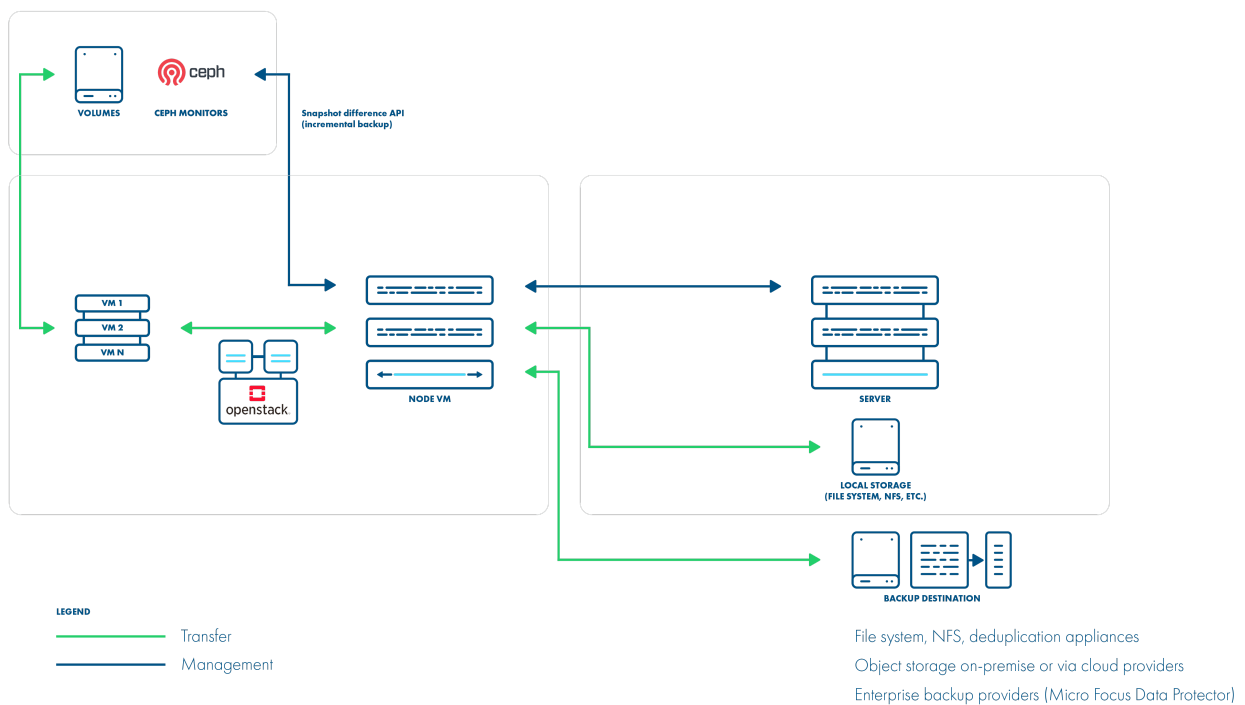 ceph
VOLUMES
CEPH MONITORS
Snapshot difference API
(incremental backup)
VM 1
VM 2
VM N
openstack.
NODE VM
SERVER
LOCAL STORAGE
(FILE SYSTEM, NFS, ETC.)
BACKUP DESTINATION
LEGEND
Transfer
Management
File system, NFS, deduplication appliances
Object storage on-premise or via cloud providers
Enterprise backup providers (Micro Focus Data Protector)